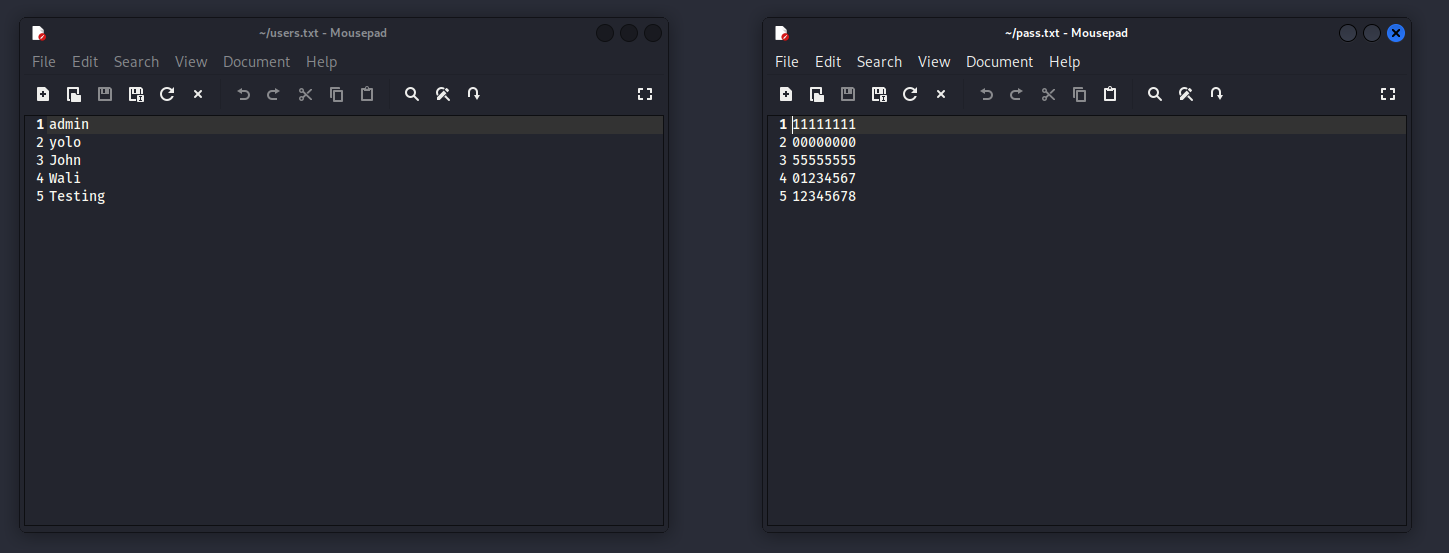 ~/users.txt - Mousepad
File Edit Search View Document Help
1 admin
2 yolo
3 John
4 Wali
5 Testing
~/pass.txt - Mousepad
File Edit Search View Document Help
1 11111111
2 00000000
3 55555555
4 01234567
5 12345678